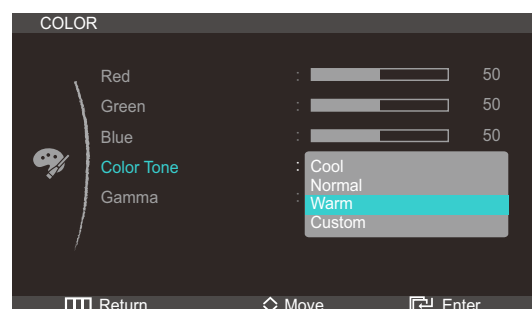 COLOR
Red : 50
Green : 50
Blue : 50
Color Tone : Cool
Normal
Gamma : Warm
Custom
Return Move Enter